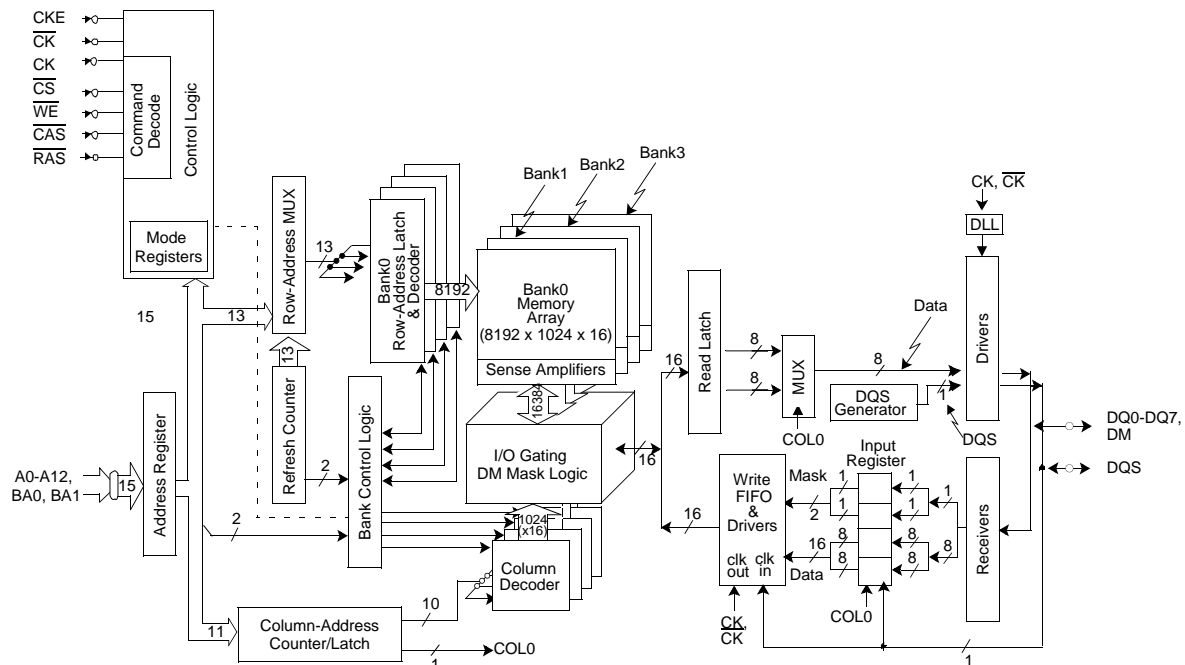 CKE
CK
CK
CS
WE
CAS
RAS
Command
Decode
Control Logic
Mode
Registers
15
13
Row-Address MUX
13
Refresh Counter
13
Bank0
Row-Address Latch
& Decoder
8192
Bank1
Bank2
Bank3
Bank0
Memory
Array
(8192 x 1024 x 16)
Sense Amplifiers
16384
I/O Gating
DM Mask Logic
16
2
Bank Control Logic
A0-A12,
BA0, BA1
15
Address Register
2
1024
(x16)
Column
Decoder
11
Column-Address
Counter/Latch
10
1
COL0
16
Read Latch
8
8
MUX
COL0
8
Data
DQS
Generator
1
DQS
CK, CK
DLL
Drivers
DQ0-DQ7,
DM
DQS
16
Write
FIFO
&
Drivers
clk
out
clk
in
CK,
CK
Mask
2
16
Data
Input
Register
1
1
8
8
1
1
8
8
1
8
COL0
Receivers
1